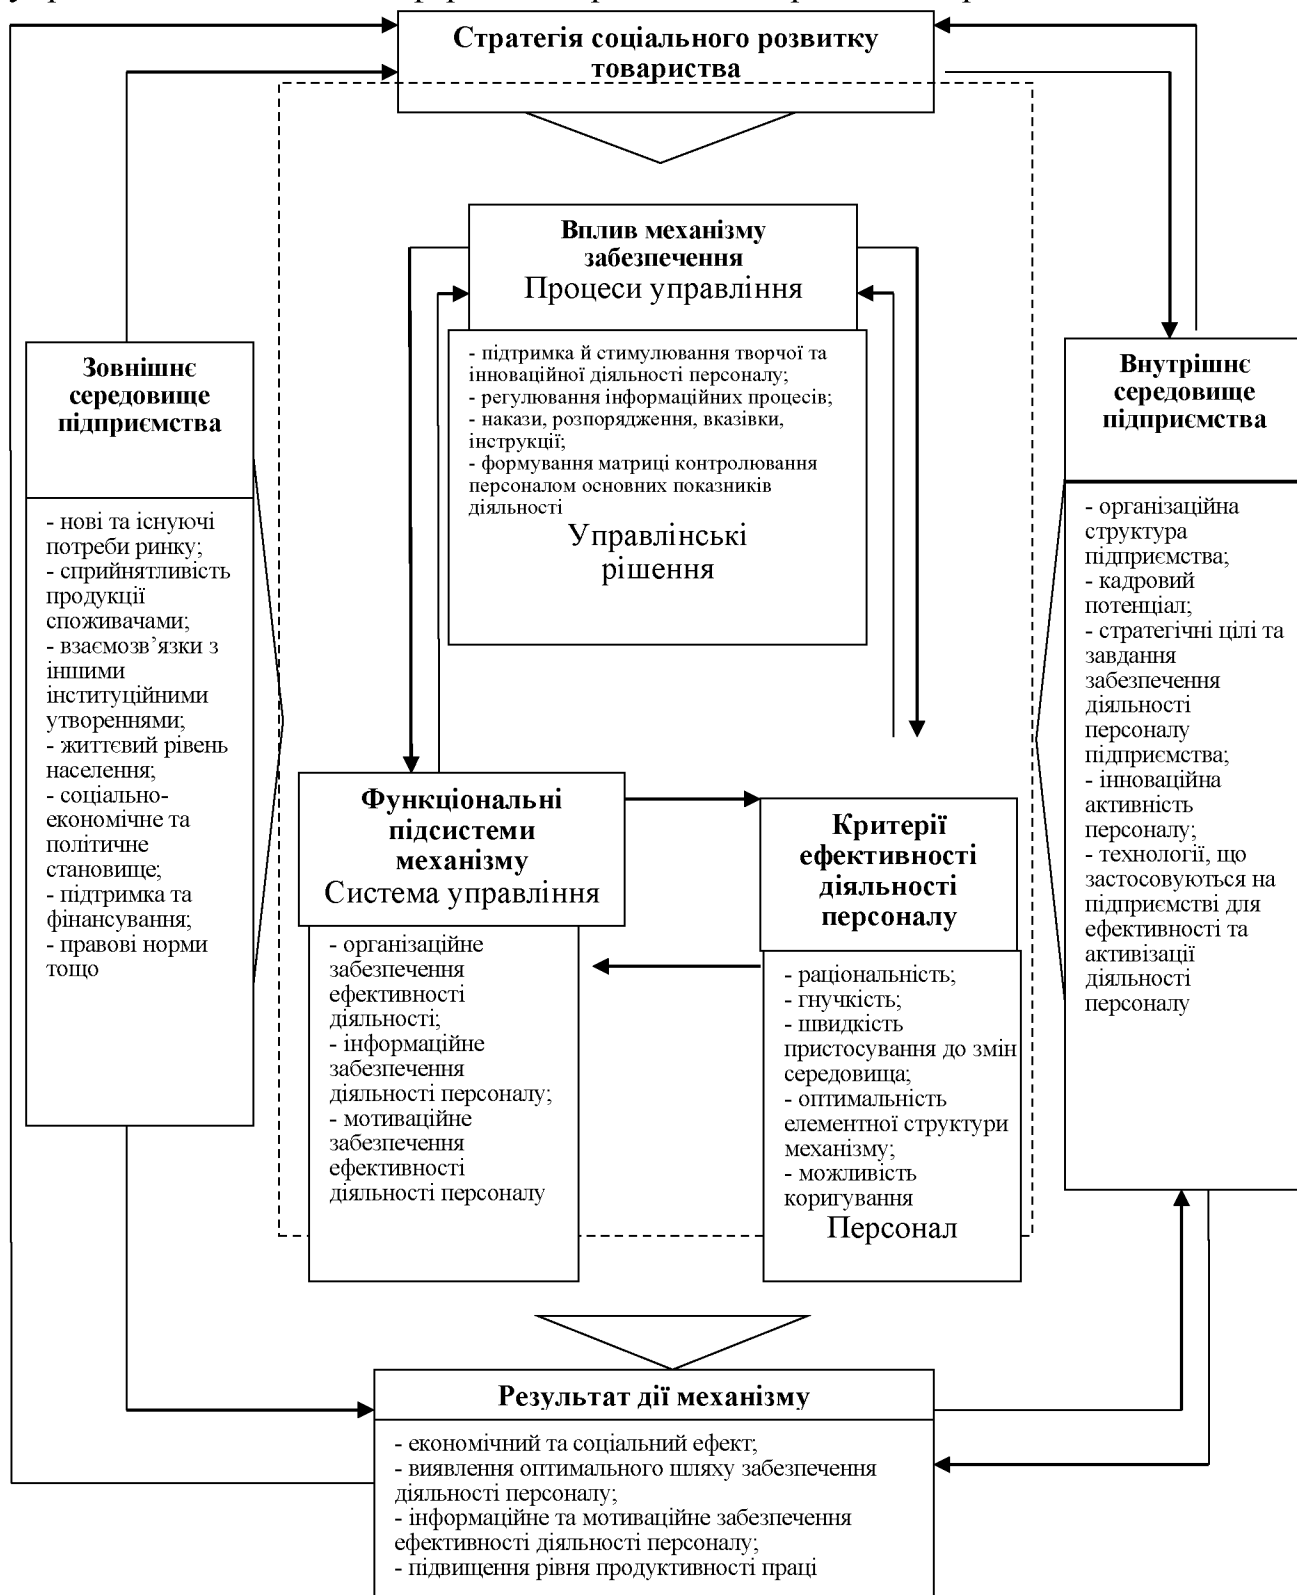 Стратегія соціального розвитку
товариства
Вплив механізму
забезпечення
Процеси управління
- підтримка й стимулювання творчої та
інноваційної діяльності персоналу;
- регулювання інформаційних процесів;
- накази, розпорядження, вказівки,
інструкції;
- формування матриці контролювання
персоналом основних показників
діяльності
Управлінські
рішення
Зовнішнє
середовище
підприємства
- нові та існуючі
потреби ринку;
- сприйнятливість
продукції
споживачами;
- взаємозв’язки з
іншими
інституційними
утвореннями;
- життєвий рівень
населення;
- соціально-
економічне та
політичне
становище;
- підтримка та
фінансування;
- правові норми
тощо
Внутрішнє
середовище
підприємства
- організаційна
структура
підприємства;
- кадровий
потенціал;
- стратегічні цілі та
завдання
забезпечення
діяльності
персоналу
підприємства;
- інноваційна
активність
персоналу;
- технології, що
застосовуються на
підприємстві для
ефективності та
активізації
діяльності
персоналу
Функціональні
підсистеми
механізму
Система управління
- організаційне
забезпечення
ефективності
діяльності;
- інформаційне
забезпечення
діяльності персоналу;
- мотиваційне
забезпечення
ефективності
діяльності персоналу
Критерії
ефективності
діяльності
персоналу
- раціональність;
- гнучкість;
- швидкість
пристосування до змін
середовища;
- оптимальність
елементної структури
механізму;
- можливість
коригування
Персонал
Результат дії механізму
- економічний та соціальний ефект;
- виявлення оптимального шляху забезпечення
діяльності персоналу;
- інформаційне та мотиваційне забезпечення
ефективності діяльності персоналу;
- підвищення рівня продуктивності праці